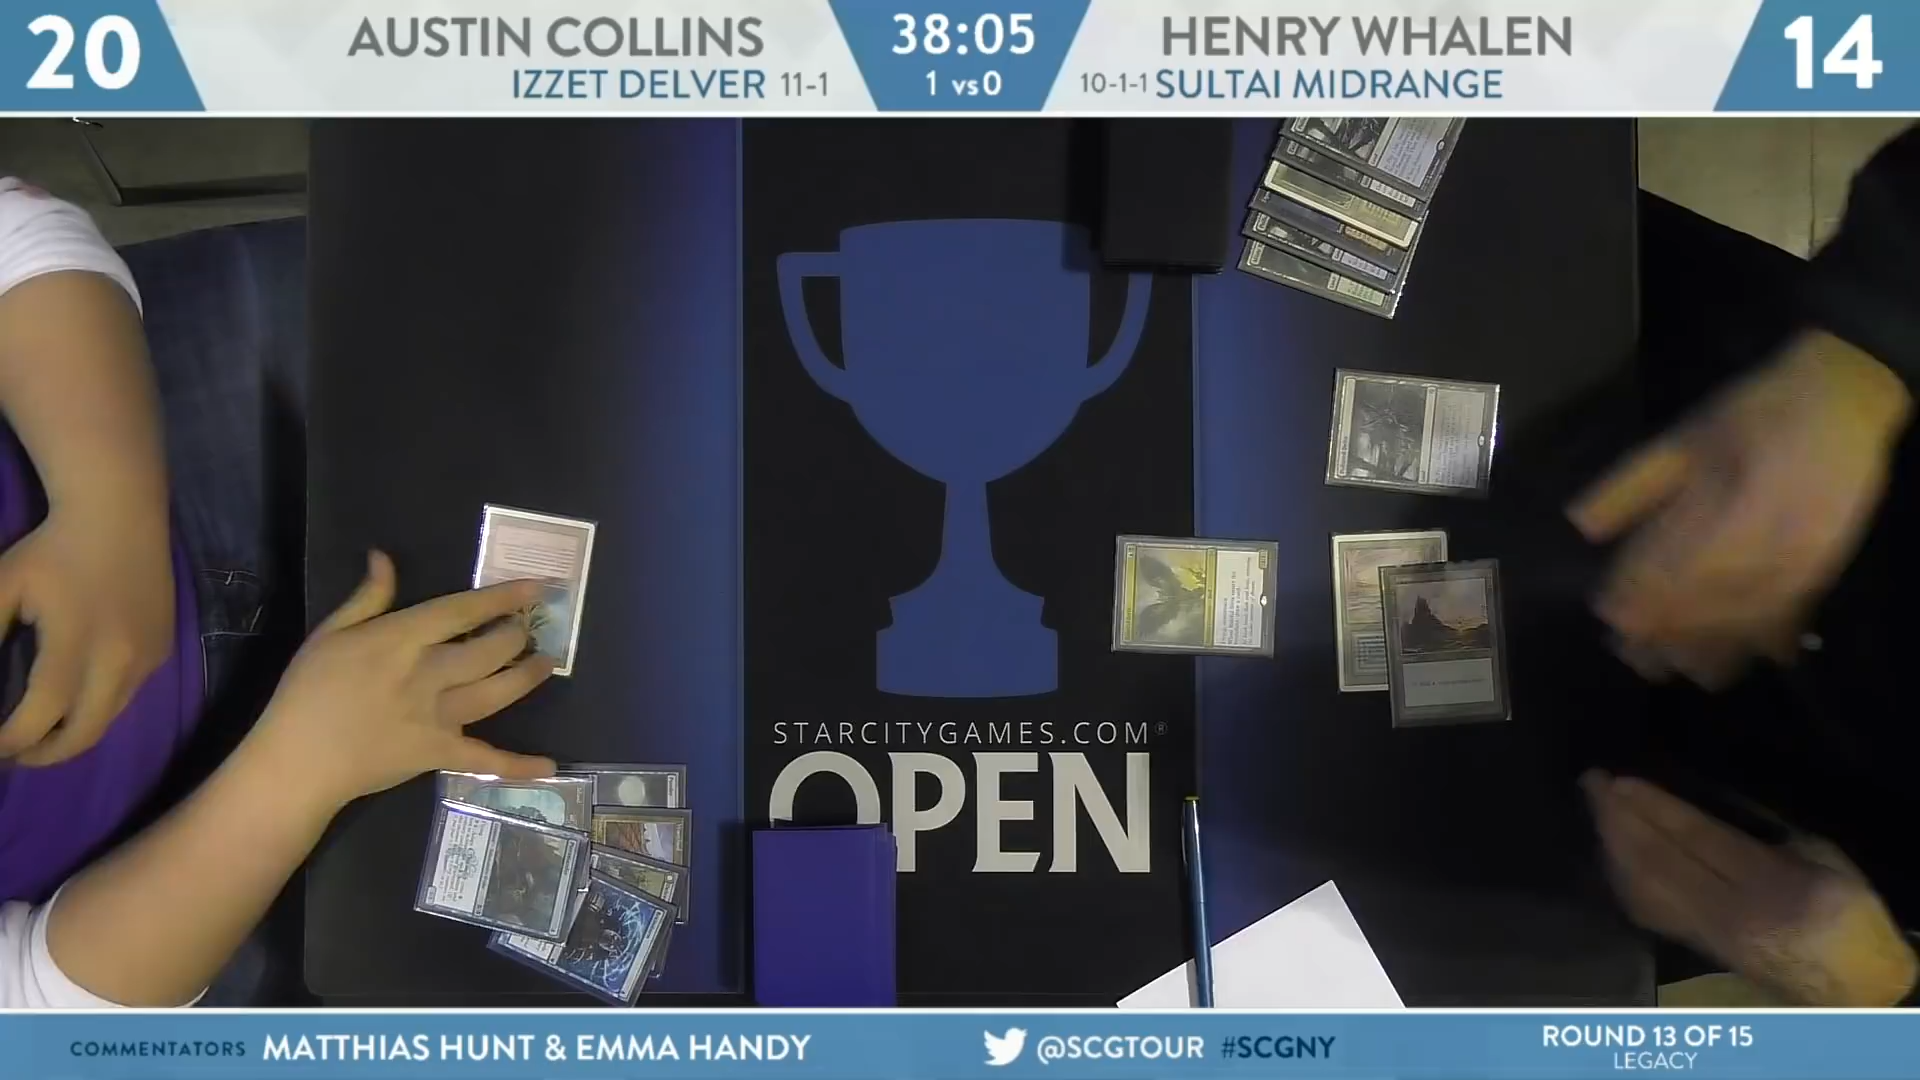 20
AUSTIN COLLINS
IZZET DELVER 11-1
38:05
1 vs 0
HENRY WHALEN
10-1-1 SULTAI MIDRANGE
14
STARCITYGAMES.COM®
OPEN
COMMENTATORS MATTHIAS HUNT & EMMA HANDY
@SCGTOUR #SCGNY
ROUND 13 OF 15
LEGACY